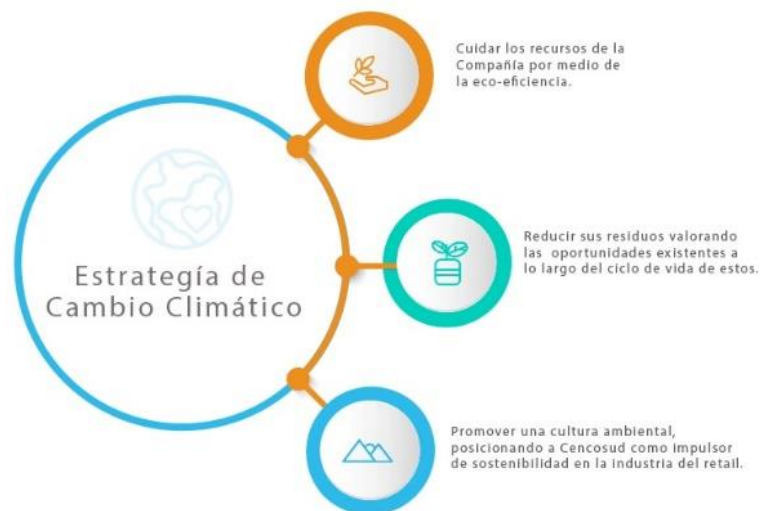 Cuidar los recursos de la
Compañía por medio de
la eco-eficiencia.
Estrategía de
Cambio Climático
Reducir sus residuos valorando
las oportunidades existentes a
lo largo del ciclo de vida de estos.
Promover una cultura ambiental,
posicionando a Cencosud como impulsor
de sostenibilidad en la industria del retail.